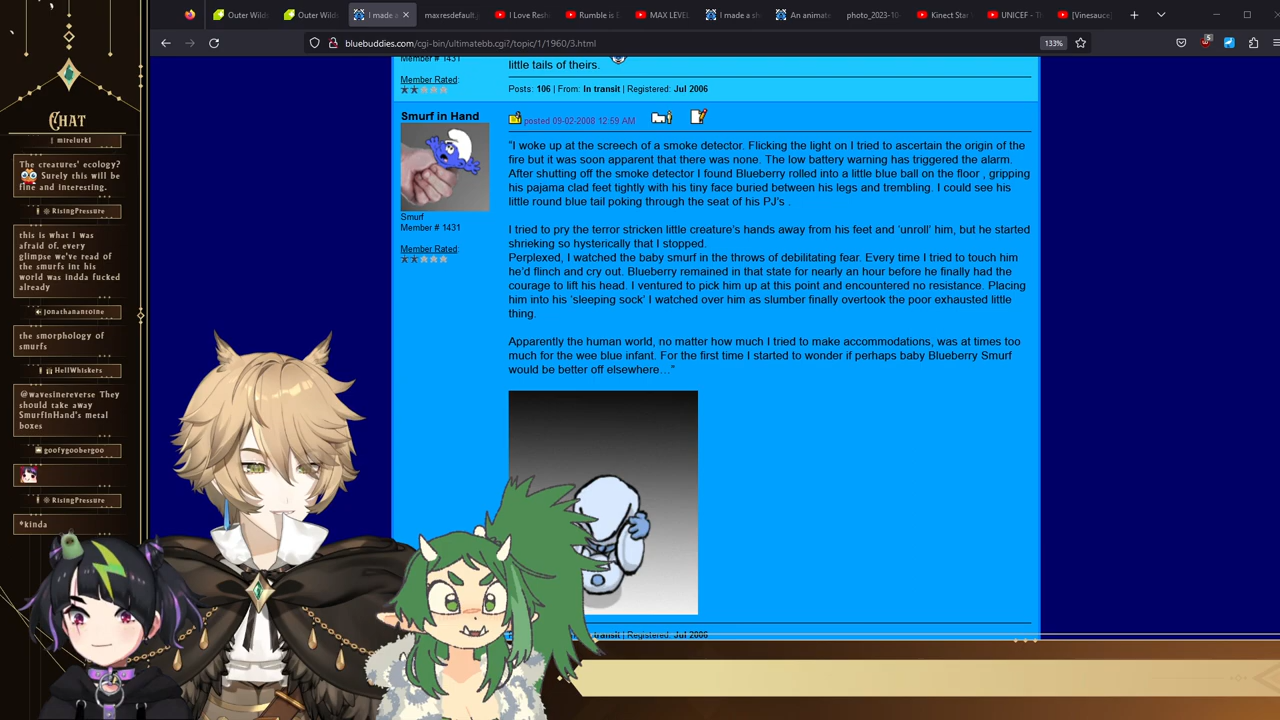 Outer Wilds
Outer Wilds
I made a
maxresdefault.j
I Love Resh
Rumble is B
MAX LEVEL
I made a sh
An animate
photo_2023-10
Kinect Star
UNICEF - Th
[Vinesauce]
bluebuddies.com/cgi-bin/ultimatebb.cgi?/topic/1/1960/3.html
133%
5
Chat
mirelurkl
The creatures' ecology?
Surely this will be
fine and interesting.
RisingPressure
this is what I was
afraid of. every
glimpse we've read of
the smurfs int his
world was indda fucked
already
jonathanantoine
the smorphology of
smurfs
HellWhiskers
@wavesinereverse They
should take away
SmurfInHand's metal
boxes
goofygoobergoo
RisingPressure
*kinda
Member # 1431
Member Rated:
little tails of theirs.
Posts: 106 | From: In transit | Registered: Jul 2006
Smurf in Hand
Smurf
Member # 1431
Member Rated:
posted 09-02-2008 12:59 AM
“I woke up at the screech of a smoke detector. Flicking the light on I tried to ascertain the origin of the
fire but it was soon apparent that there was none. The low battery warning has triggered the alarm.
After shutting off the smoke detector I found Blueberry rolled into a little blue ball on the floor , gripping
his pajama clad feet tightly with his tiny face buried between his legs and trembling. I could see his
little round blue tail poking through the seat of his PJ’s .
I tried to pry the terror stricken little creature’s hands away from his feet and ‘unroll’ him, but he started
shrieking so hysterically that I stopped.
Perplexed, I watched the baby smurf in the throws of debilitating fear. Every time I tried to touch him
he’d flinch and cry out. Blueberry remained in that state for nearly an hour before he finally had the
courage to lift his head. I ventured to pick him up at this point and encountered no resistance. Placing
him into his ‘sleeping sock’ I watched over him as slumber finally overtook the poor exhausted little
thing.
Apparently the human world, no matter how much I tried to make accommodations, was at times too
much for the wee blue infant. For the first time I started to wonder if perhaps baby Blueberry Smurf
would be better off elsewhere…”
transit | Registered: Jul 2006